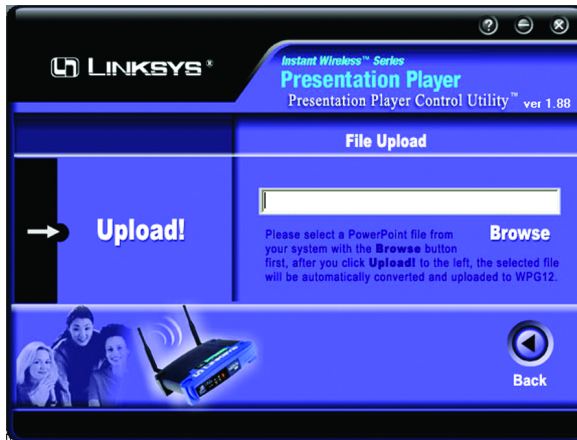 LINKSYS®
Instant Wireless™ Series
Presentation Player
Presentation Player Control Utility™ ver 1.88
File Upload
Upload!
Browse
Please select a PowerPoint file from
your system with the Browse button
first, after you click Upload! to the left, the selected file
will be automatically converted and uploaded to WPG12.
Back